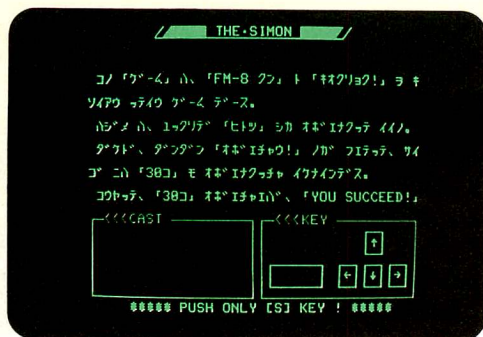 THE・SIMON
コノ 「ゲーム」 ハ、 「FM-8 クン」 ト 「キオクリョク!」 ヲ キ
ソイアウ ッテイウ ゲーム デース。
ハジメ ハ、 ユックリデ 「ヒトツ」 シカ オボエナクッテ イイノ。
ダケド、 ダンダン 「オボエチャウ!」 ノガ フエテッテ、 サイ
ゴ ニハ 「30コ」 モ オボエナクッチャ イケナインデス。
コウヤッテ、 「30コ」 オボエチャエバ、 「YOU SUCCEED!」
<<<CAST
<<<KEY
↑
← ↓ →
***** PUSH ONLY [S] KEY ! *****